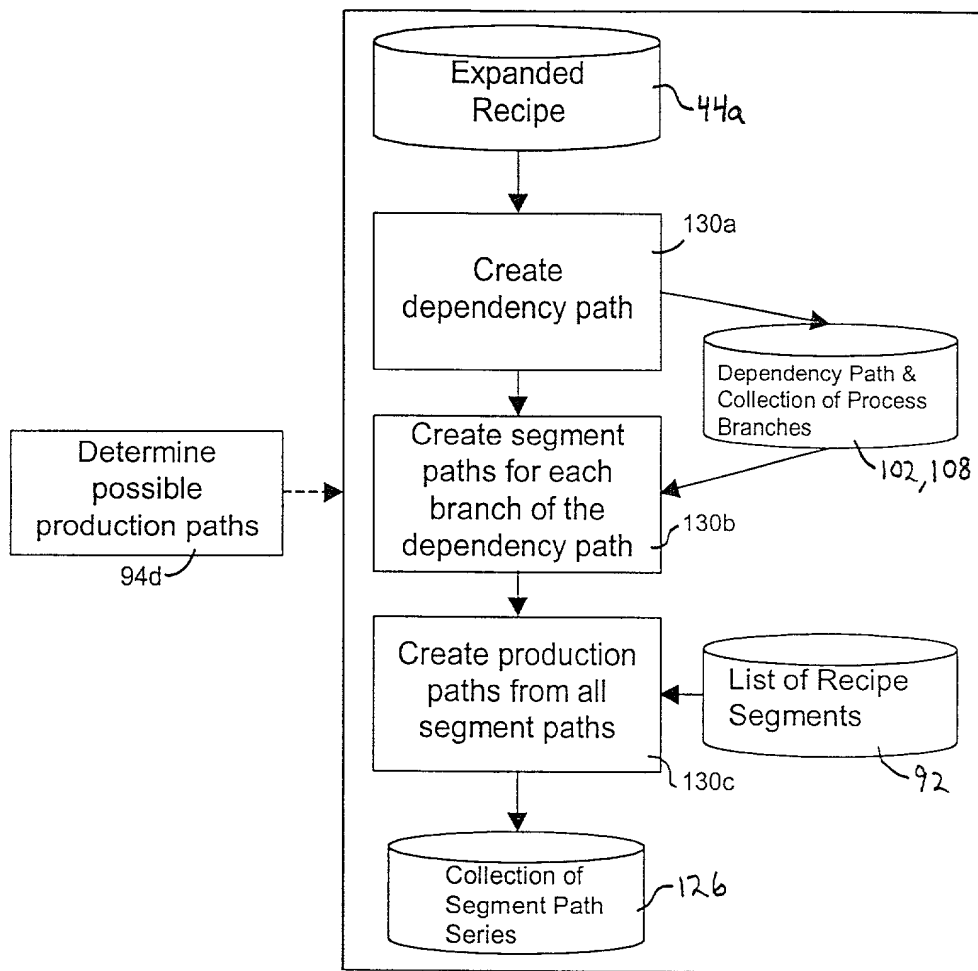 Expanded
Recipe
44a
130a
Create
dependency path
Dependency Path &
Collection of Process
Branches
102, 108
Determine
possible
production paths
94d
Create segment
paths for each
branch of the
dependency path
130b
Create production
paths from all
segment paths
130c
List of Recipe
Segments
92
Collection of
Segment Path
Series
126